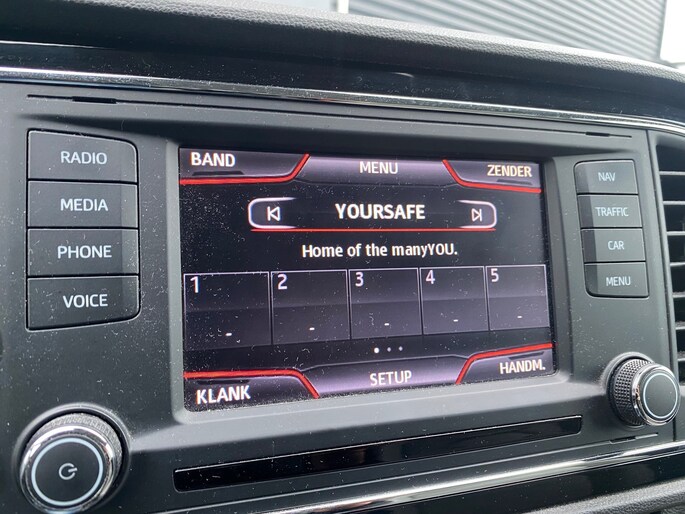 RADIO
MEDIA
PHONE
VOICE
BAND
MENU
ZENDER
YOURSAFE
Home of the manyYOU.
1 2 3 4 5
- - - - -
KLANK
SETUP
HANDM.
NAV
TRAFFIC
CAR
MENU